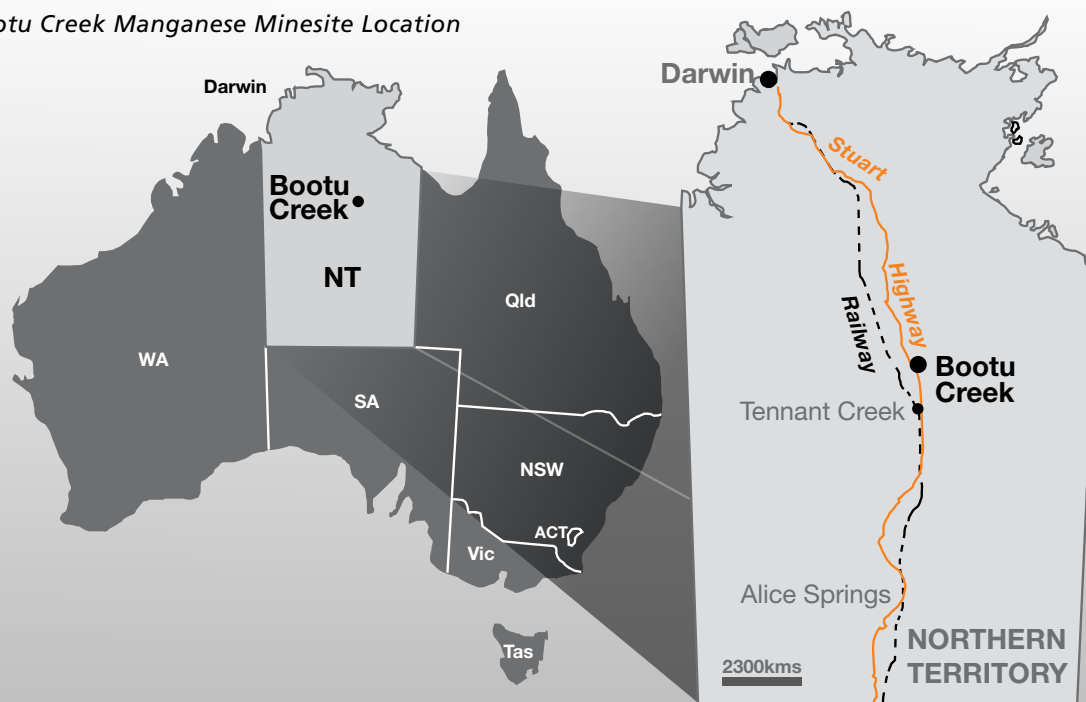 otu Creek Manganese Minesite Location
Darwin
Bootu
Creek
NT
WA
SA
Qld
NSW
ACT
Vic
Tas
Darwin
Stuart
Highway
Railway
Bootu
Creek
Tennant Creek
Alice Springs
2300kms
NORTHERN
TERRITORY